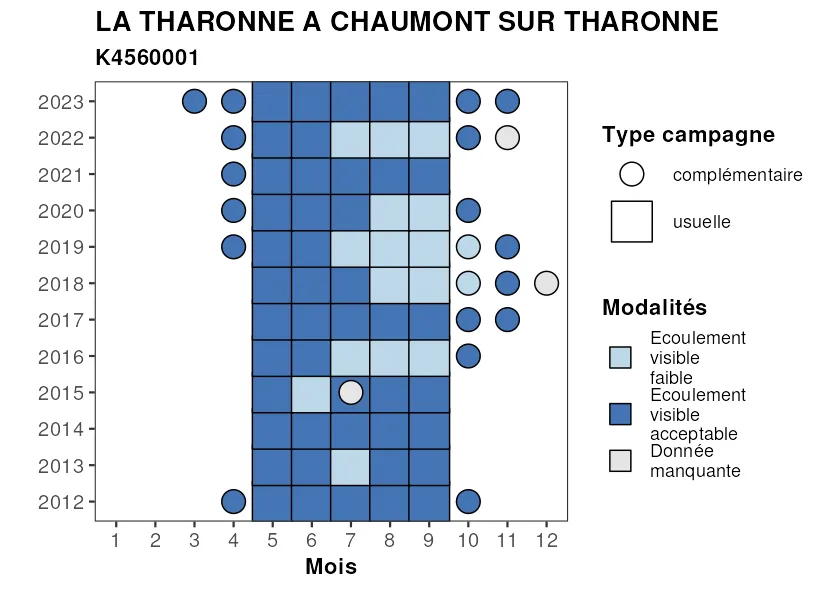 LA THARONNE A CHAUMONT SUR THARONNE
K4560001
2023
2022
2021
2020
2019
2018
2017
2016
2015
2014
2013
2012
1 2 3 4 5 6 7 8 9 10 11 12
Mois
Type campagne
complémentaire
usuelle
Modalités
Ecoulement
visible
faible
Ecoulement
visible
acceptable
Donnée
manquante